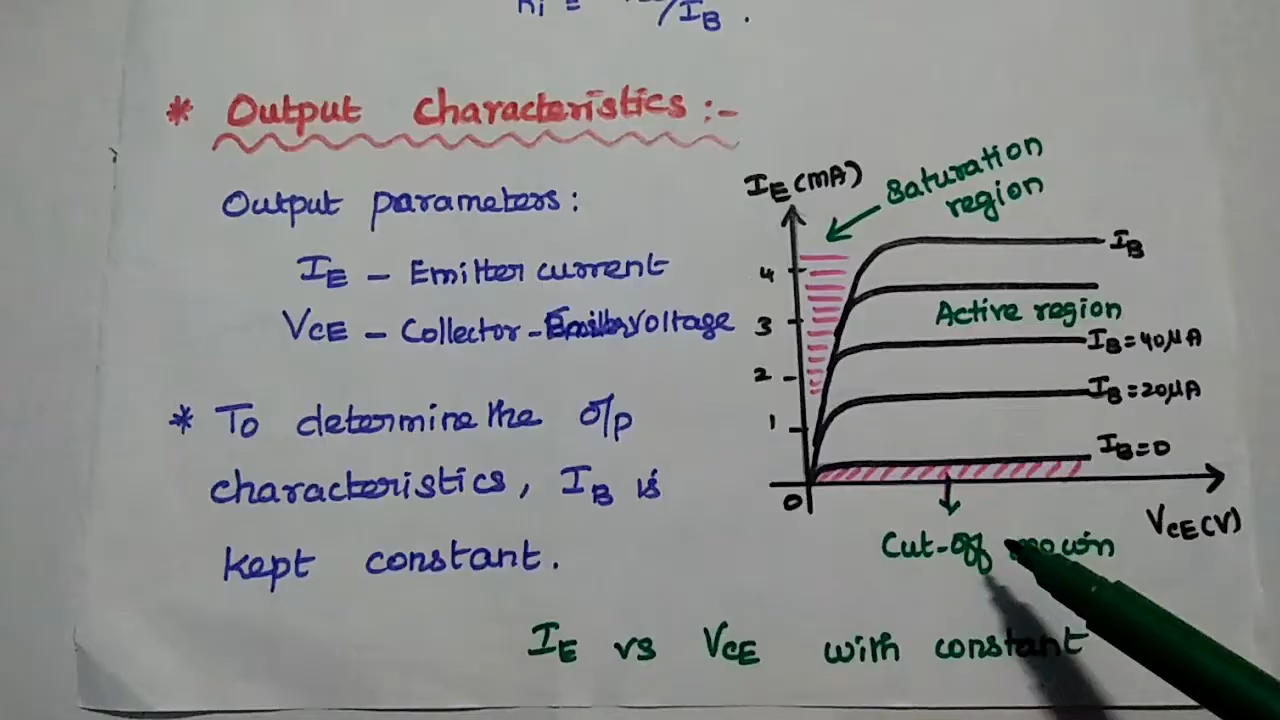 /IB .
* Output characteristics :-
Output parameters :
IE - Emitter current
VCE - Collector-Emitter voltage
* To determine the o/p
characteristics, IB is
kept constant.
IE vs VCE with constant
IE (mA)
Saturation
region
4
3
2
1
0
IB
Active region
IB = 40μA
IB = 20μA
IB = 0
VCE (V)
Cut-off